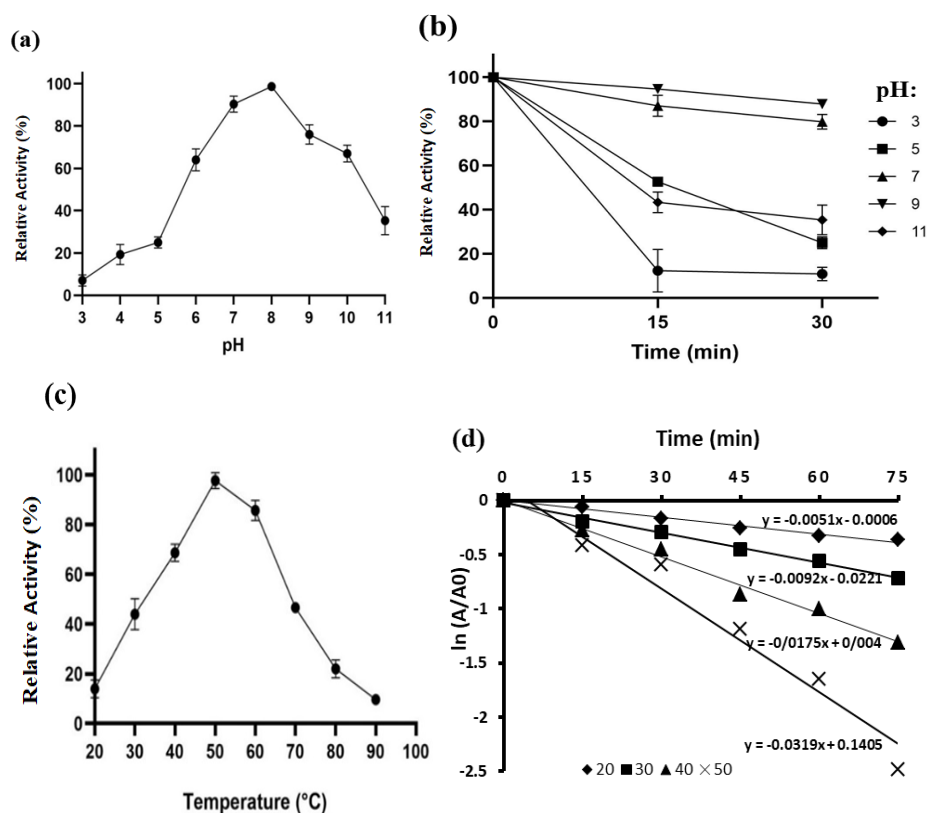 (a)
Relative Activity (%)
100
80
60
40
20
0
3 4 5 6 7 8 9 10 11
pH
(b)
Relative Activity (%)
100
80
60
40
20
0
0 15 30
Time (min)
pH:
3
5
7
9
11
(c)
Relative Activity (%)
100
80
60
40
20
0
20 30 40 50 60 70 80 90 100
Temperature (°C)
(d)
Time (min)
0 15 30 45 60 75
ln (A/A0)
0
-0.5
-1
-1.5
-2
-2.5
y = -0.0051x - 0.0006
y = -0.0092x - 0.0221
y = -0/0175x + 0/004
y = -0.0319x + 0.1405
20 30 40 50